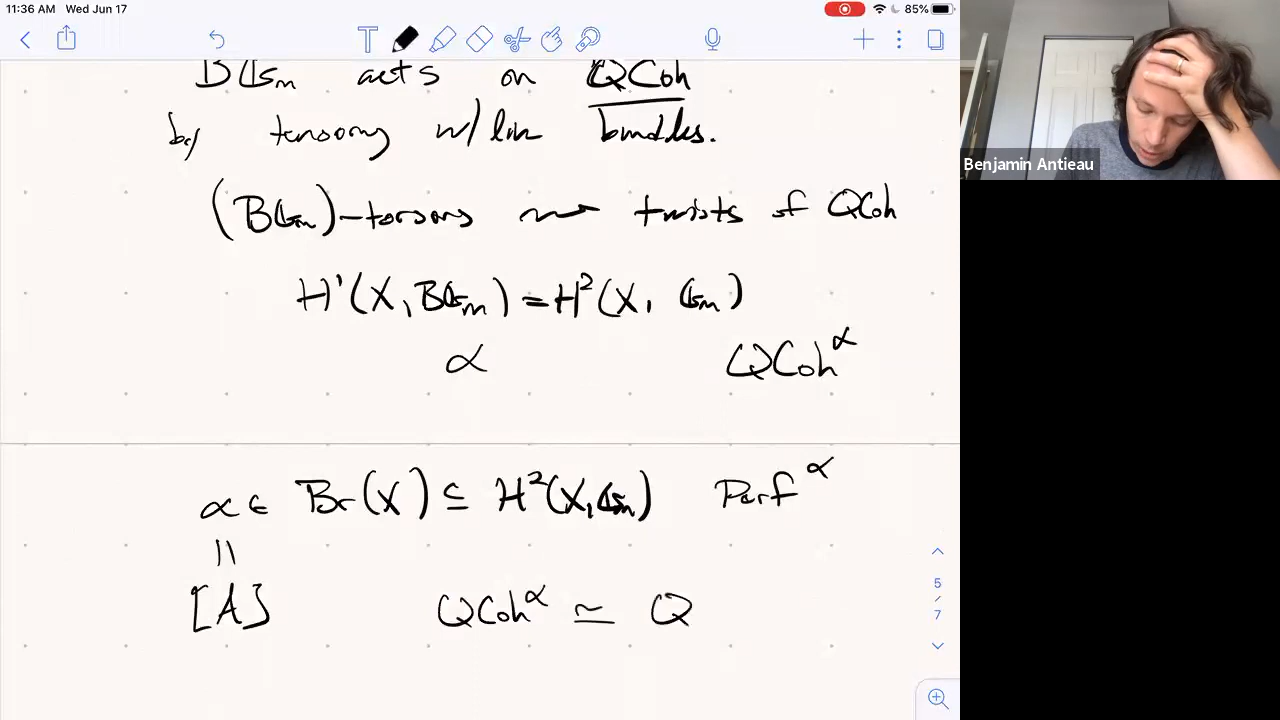 11:36 AM Wed Jun 17
85%
BGm acts on QCoh
by tensoring w/ line bundles.
(BGm)-torsors ⇝ twists of QCoh
H¹(X, BGm) = H²(X, Gm)
α QCoh^α
α ∈ Br(X) ⊆ H²(X, Gm) Perf^α
||
[A] QCoh^α ≃ Q
5
/
7
Benjamin Antieau